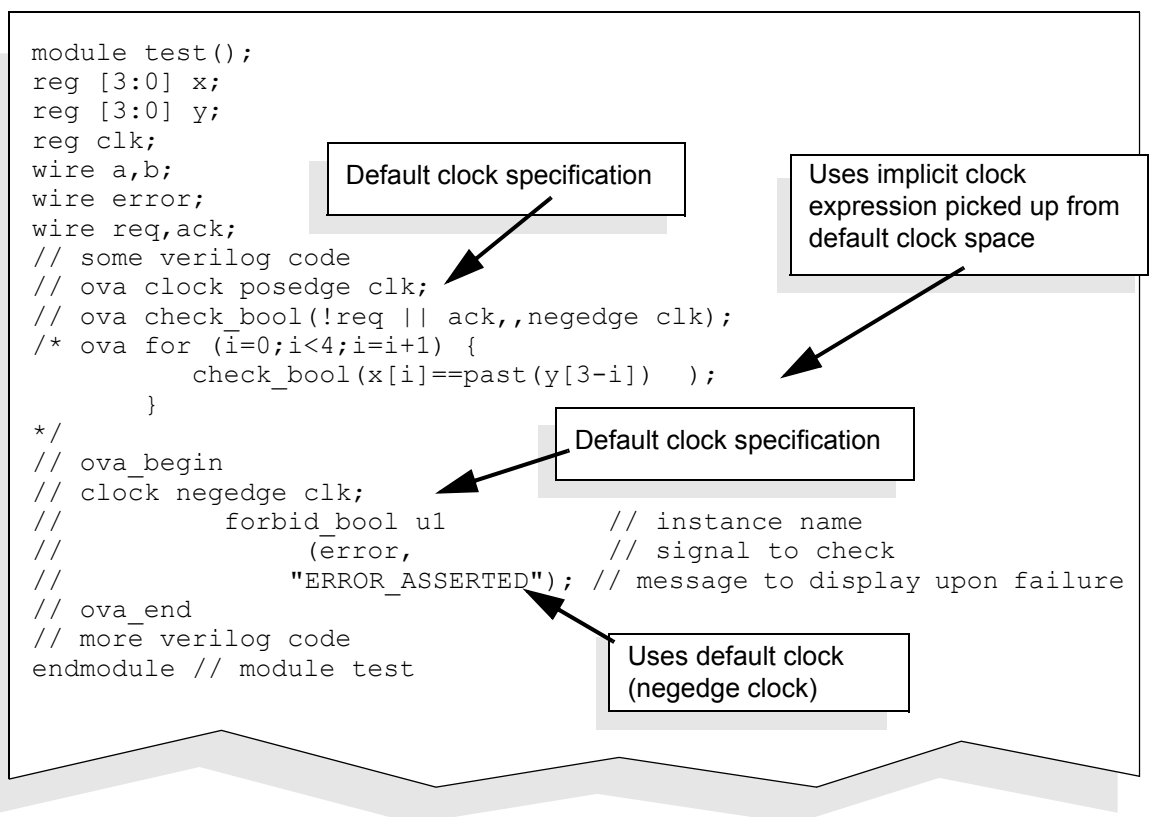 module test();
reg [3:0] x;
reg [3:0] y;
reg clk;
wire a,b;
wire error;
wire req,ack;
// some verilog code
// ova clock posedge clk;
// ova check_bool(!req || ack,,negedge clk);
/* ova for (i=0;i<4;i=i+1) {
check_bool(x[i]==past(y[3-i])  );
}
*/
// ova_begin
// clock negedge clk;
// forbid_bool u1 // instance name
// (error, // signal to check
// "ERROR_ASSERTED"); // message to display upon failure
// ova_end
// more verilog code
endmodule // module test
Default clock specification
Uses implicit clock
expression picked up from
default clock space
Default clock specification
Uses default clock
(negedge clock)